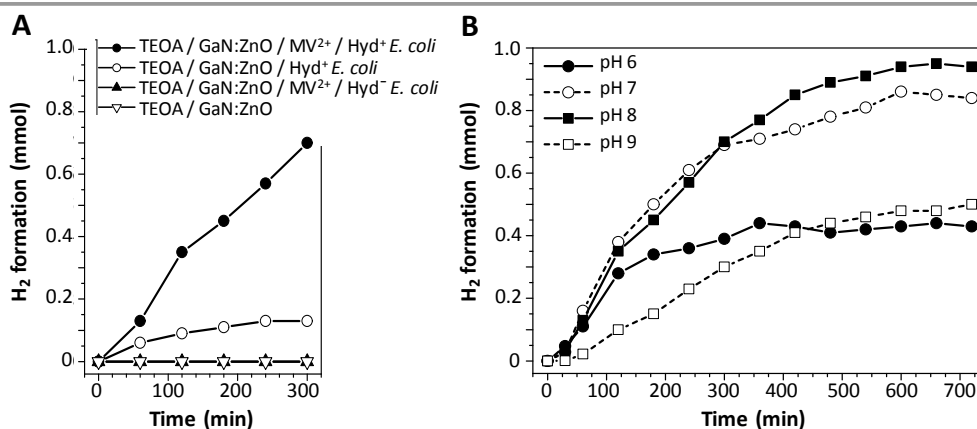 A
TEOA / GaN:ZnO / MV²⁺ / Hyd⁺ E. coli
TEOA / GaN:ZnO / Hyd⁺ E. coli
TEOA / GaN:ZnO / MV²⁺ / Hyd⁻ E. coli
TEOA / GaN:ZnO
1.0
0.8
0.6
0.4
0.2
0
H₂ formation (mmol)
0 100 200 300
Time (min)
B
pH 6
pH 7
pH 8
pH 9
1.0
0.8
0.6
0.4
0.2
0
H₂ formation (mmol)
0 100 200 300 400 500 600 700
Time (min)